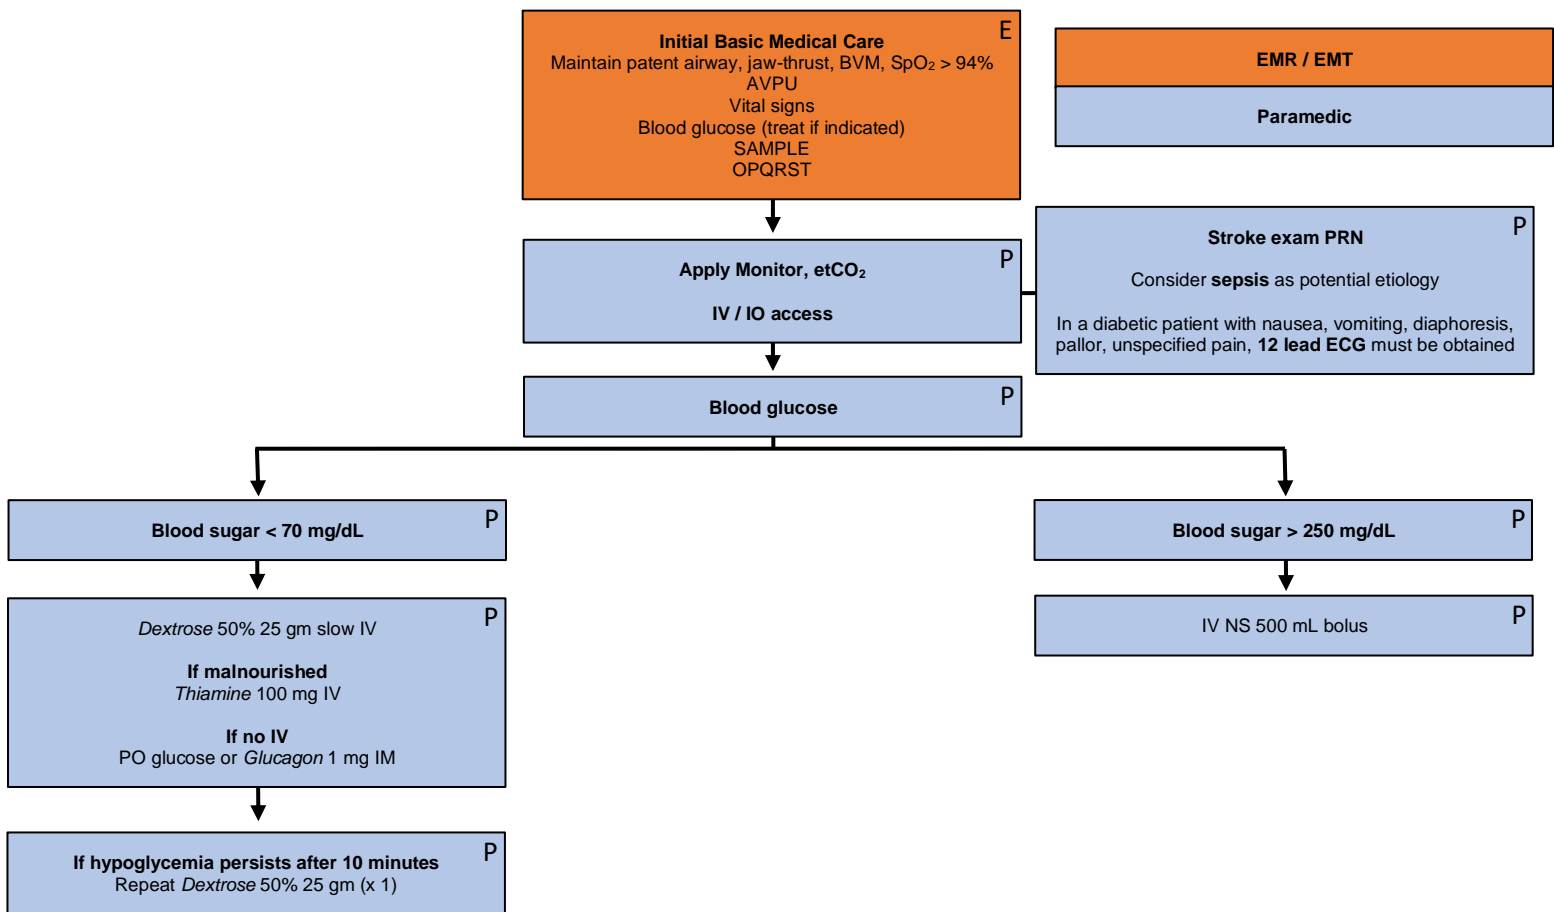 E
Initial Basic Medical Care
Maintain patent airway, jaw-thrust, BVM, SpO₂ > 94%
AVPU
Vital signs
Blood glucose (treat if indicated)
SAMPLE
OPQRST
EMR / EMT
Paramedic
P
Apply Monitor, etCO₂
IV / IO access
P
Stroke exam PRN
Consider sepsis as potential etiology
In a diabetic patient with nausea, vomiting, diaphoresis,
pallor, unspecified pain, 12 lead ECG must be obtained
P
Blood glucose
P
Blood sugar < 70 mg/dL
P
Blood sugar > 250 mg/dL
P
Dextrose 50% 25 gm slow IV
If malnourished
Thiamine 100 mg IV
If no IV
PO glucose or Glucagon 1 mg IM
P
IV NS 500 mL bolus
P
If hypoglycemia persists after 10 minutes
Repeat Dextrose 50% 25 gm (x 1)